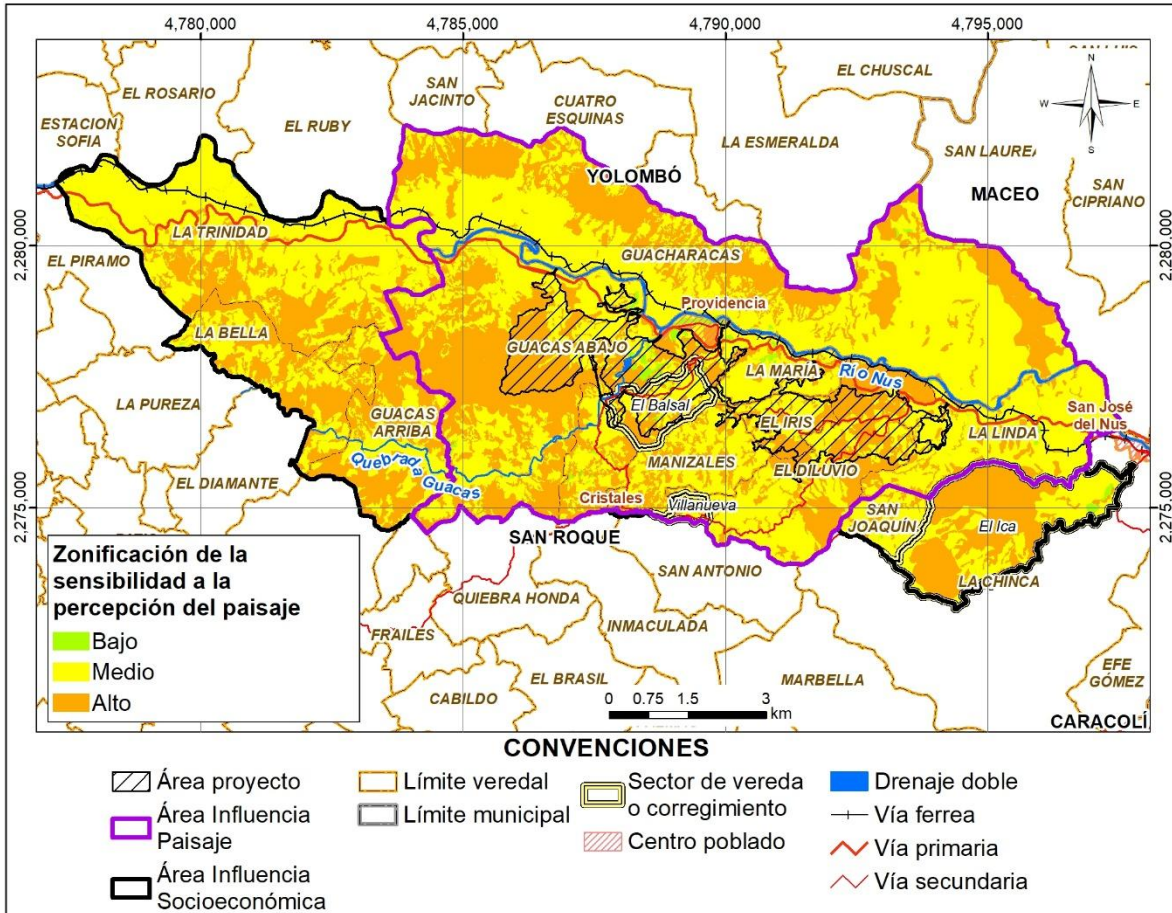 4,780,000
4,785,000
4,790,000
4,795,000
2,280,000
2,275,000
2,280,000
2,275,000
N
W
E
S
EL ROSARIO
SAN
JACINTO
CUATRO
ESQUINAS
EL CHUSCAL
ESTACION
SOFIA
EL RUBY
LA ESMERALDA
SAN LAUREA
YOLOMBÓ
MACEO
SAN
CIPRIANO
LA TRINIDAD
EL PIRAMO
GUACHARACAS
Providencia
LA BELLA
GUACAS ABAJO
LA MARÍA
Río Nus
LA PUREZA
El Balsal
GUACAS
ARRIBA
EL IRIS
LA LINDA
San José
del Nus
Quebrada
Guacas
MANIZALES
EL DILUVIO
EL DIAMANTE
Cristales
Villanueva
SAN
JOAQUÍN
El Ica
SAN ROQUE
SAN ANTONIO
LA CHINCA
QUIEBRA HONDA
FRAILES
INMACULADA
EL BRASIL
MARBELLA
EFE
GÓMEZ
CABILDO
CARACOLÍ
Zonificación de la
sensibilidad a la
percepción del paisaje
Bajo
Medio
Alto
0 0.75 1.5 3
km
CONVENCIONES
Área proyecto
Área Influencia
Paisaje
Área Influencia
Socioeconómica
Límite veredal
Límite municipal
Sector de vereda
o corregimiento
Centro poblado
Drenaje doble
Vía ferrea
Vía primaria
Vía secundaria